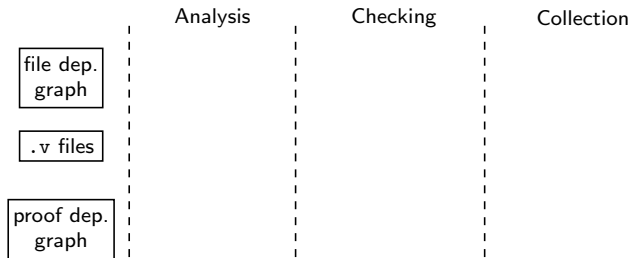 Analysis Checking Collection
file dep.
graph
.v files
proof dep.
graph